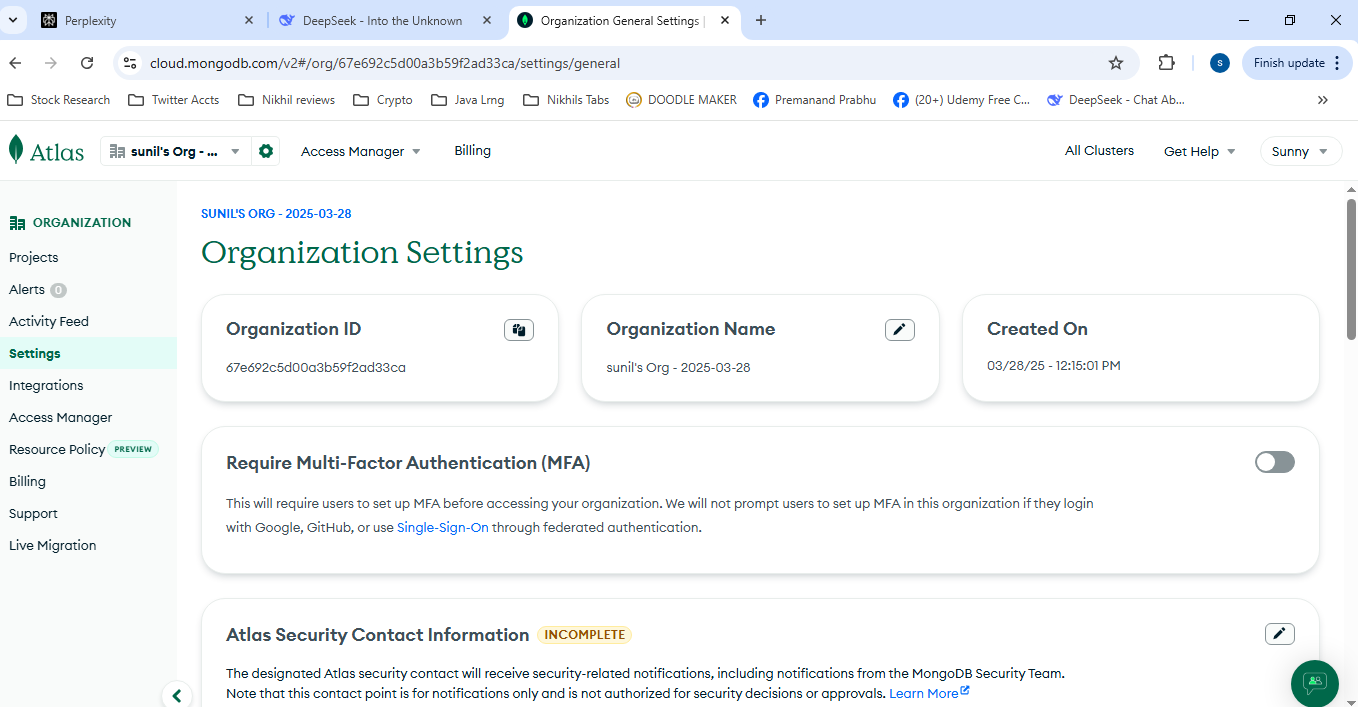 Perplexity
DeepSeek - Into the Unknown
Organization General Settings |
cloud.mongodb.com/v2#/org/67e692c5d00a3b59f2ad33ca/settings/general
S
Finish update
Stock Research
Twitter Accts
Nikhil reviews
Crypto
Java Lrng
Nikhils Tabs
DOODLE MAKER
Premanand Prabhu
(20+) Udemy Free C...
DeepSeek - Chat Ab...
Atlas
sunil's Org - ...
Access Manager
Billing
All Clusters
Get Help
Sunny
ORGANIZATION
Projects
Alerts 0
Activity Feed
Settings
Integrations
Access Manager
Resource Policy PREVIEW
Billing
Support
Live Migration
SUNIL'S ORG - 2025-03-28
Organization Settings
Organization ID
67e692c5d00a3b59f2ad33ca
Organization Name
sunil's Org - 2025-03-28
Created On
03/28/25 - 12:15:01 PM
Require Multi-Factor Authentication (MFA)
This will require users to set up MFA before accessing your organization. We will not prompt users to set up MFA in this organization if they login
with Google, GitHub, or use Single-Sign-On through federated authentication.
Atlas Security Contact Information INCOMPLETE
The designated Atlas security contact will receive security-related notifications, including notifications from the MongoDB Security Team.
Note that this contact point is for notifications only and is not authorized for security decisions or approvals. Learn More